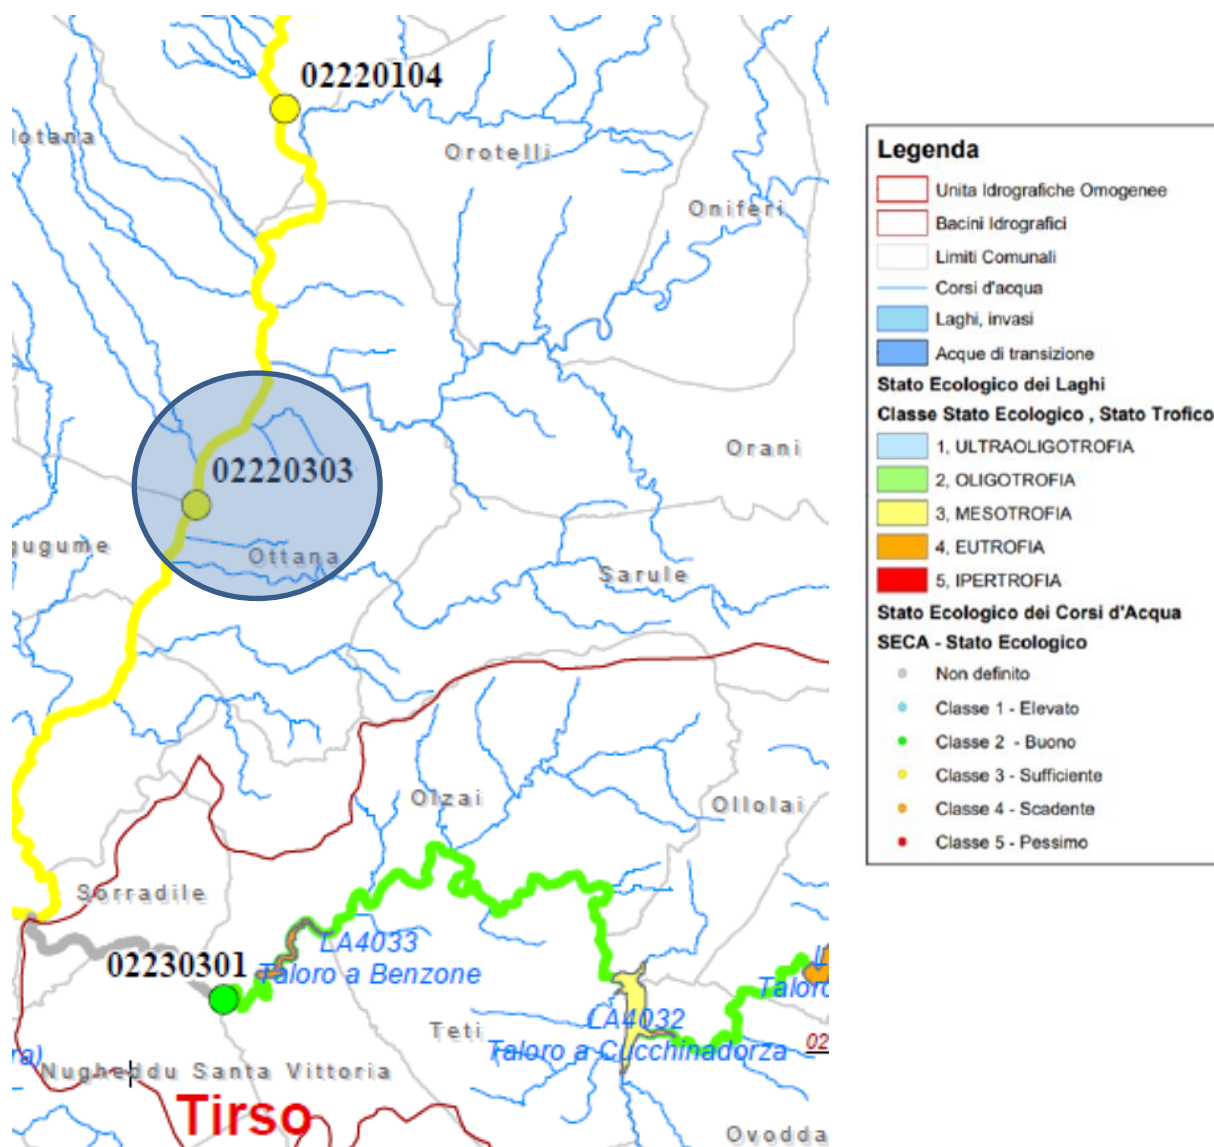 02220104
lotana
Orotelli
Oniferi
Orani
02220303
gugume
Ottana
Sarule
Olzai
Ollolai
Sorradile
LA4033
Taloro a Benzone
02230301
LA4032
Taloro a Cucchinadorza
Teti
ra)
Nugheddu Santa Vittoria
Tirso
Ovodda
02
Legenda
Unita Idrografiche Omogenee
Bacini Idrografici
Limiti Comunali
Corsi d'acqua
Laghi, invasi
Acque di transizione
Stato Ecologico dei Laghi
Classe Stato Ecologico , Stato Trofico
1, ULTRAOLIGOTROFIA
2, OLIGOTROFIA
3, MESOTROFIA
4, EUTROFIA
5, IPERTROFIA
Stato Ecologico dei Corsi d'Acqua
SECA - Stato Ecologico
Non definito
Classe 1 - Elevato
Classe 2 - Buono
Classe 3 - Sufficiente
Classe 4 - Scadente
Classe 5 - Pessimo